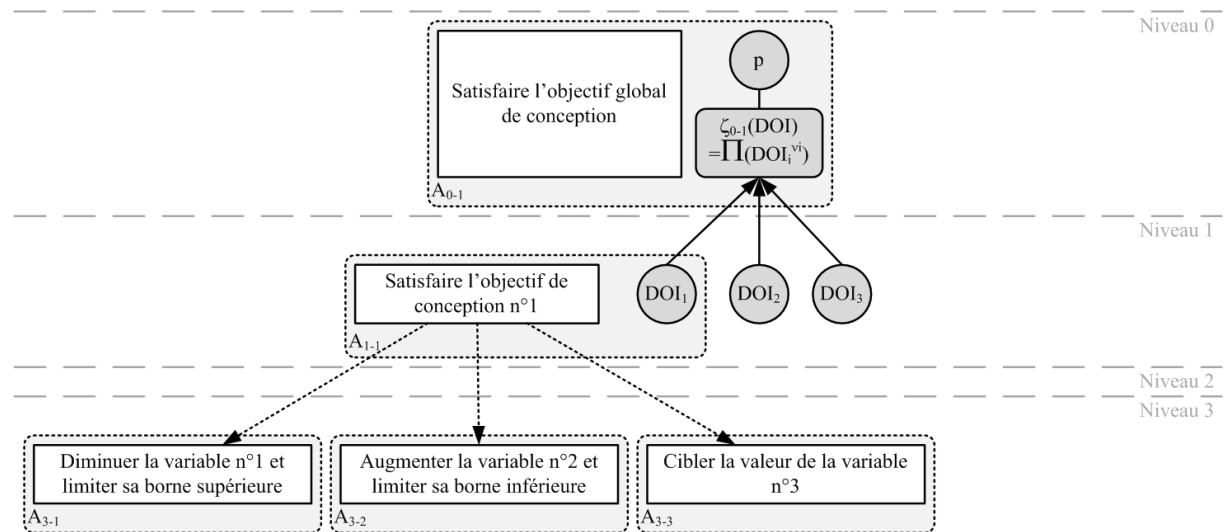 Niveau 0
Satisfaire l'objectif global
de conception
p
ζ₀₋₁(DOI)
=∏(DOIᵢᵛⁱ)
A₀₋₁
Niveau 1
Satisfaire l'objectif de
conception n°1
DOI₁
DOI₂
DOI₃
A₁₋₁
Niveau 2
Niveau 3
Diminuer la variable n°1 et
limiter sa borne supérieure
A₃₋₁
Augmenter la variable n°2 et
limiter sa borne inférieure
A₃₋₂
Cibler la valeur de la variable
n°3
A₃₋₃